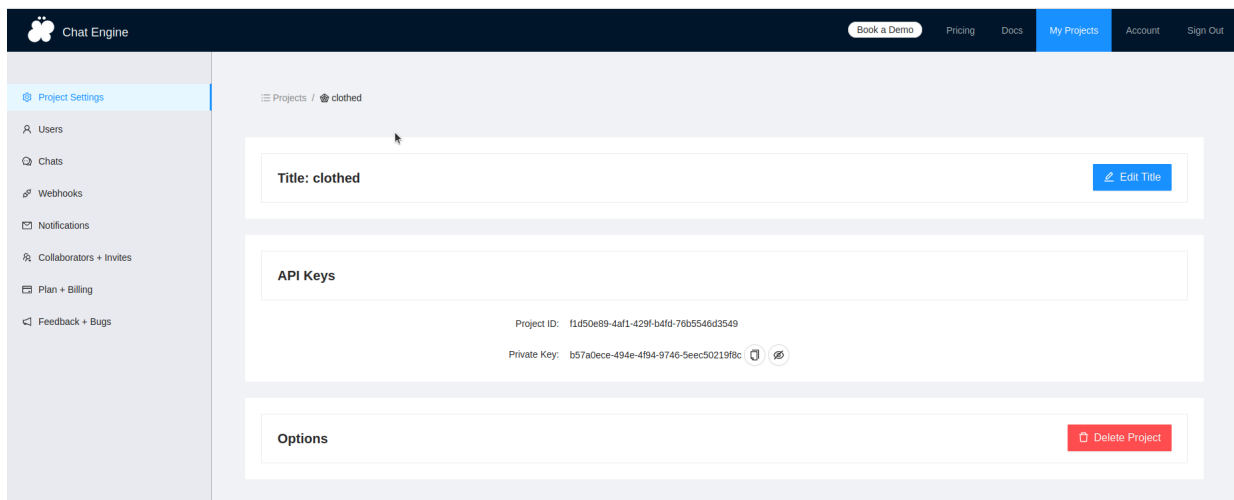 Chat Engine
Book a Demo
Pricing
Docs
My Projects
Account
Sign Out
Project Settings
Users
Chats
Webhooks
Notifications
Collaborators + Invites
Plan + Billing
Feedback + Bugs
Projects / clothed
Title: clothed
Edit Title
API Keys
Project ID: f1d50e89-4af1-429f-b4fd-76b5546d3549
Private Key: b57a0ece-494e-4f94-9746-5eec50219f8c
Options
Delete Project